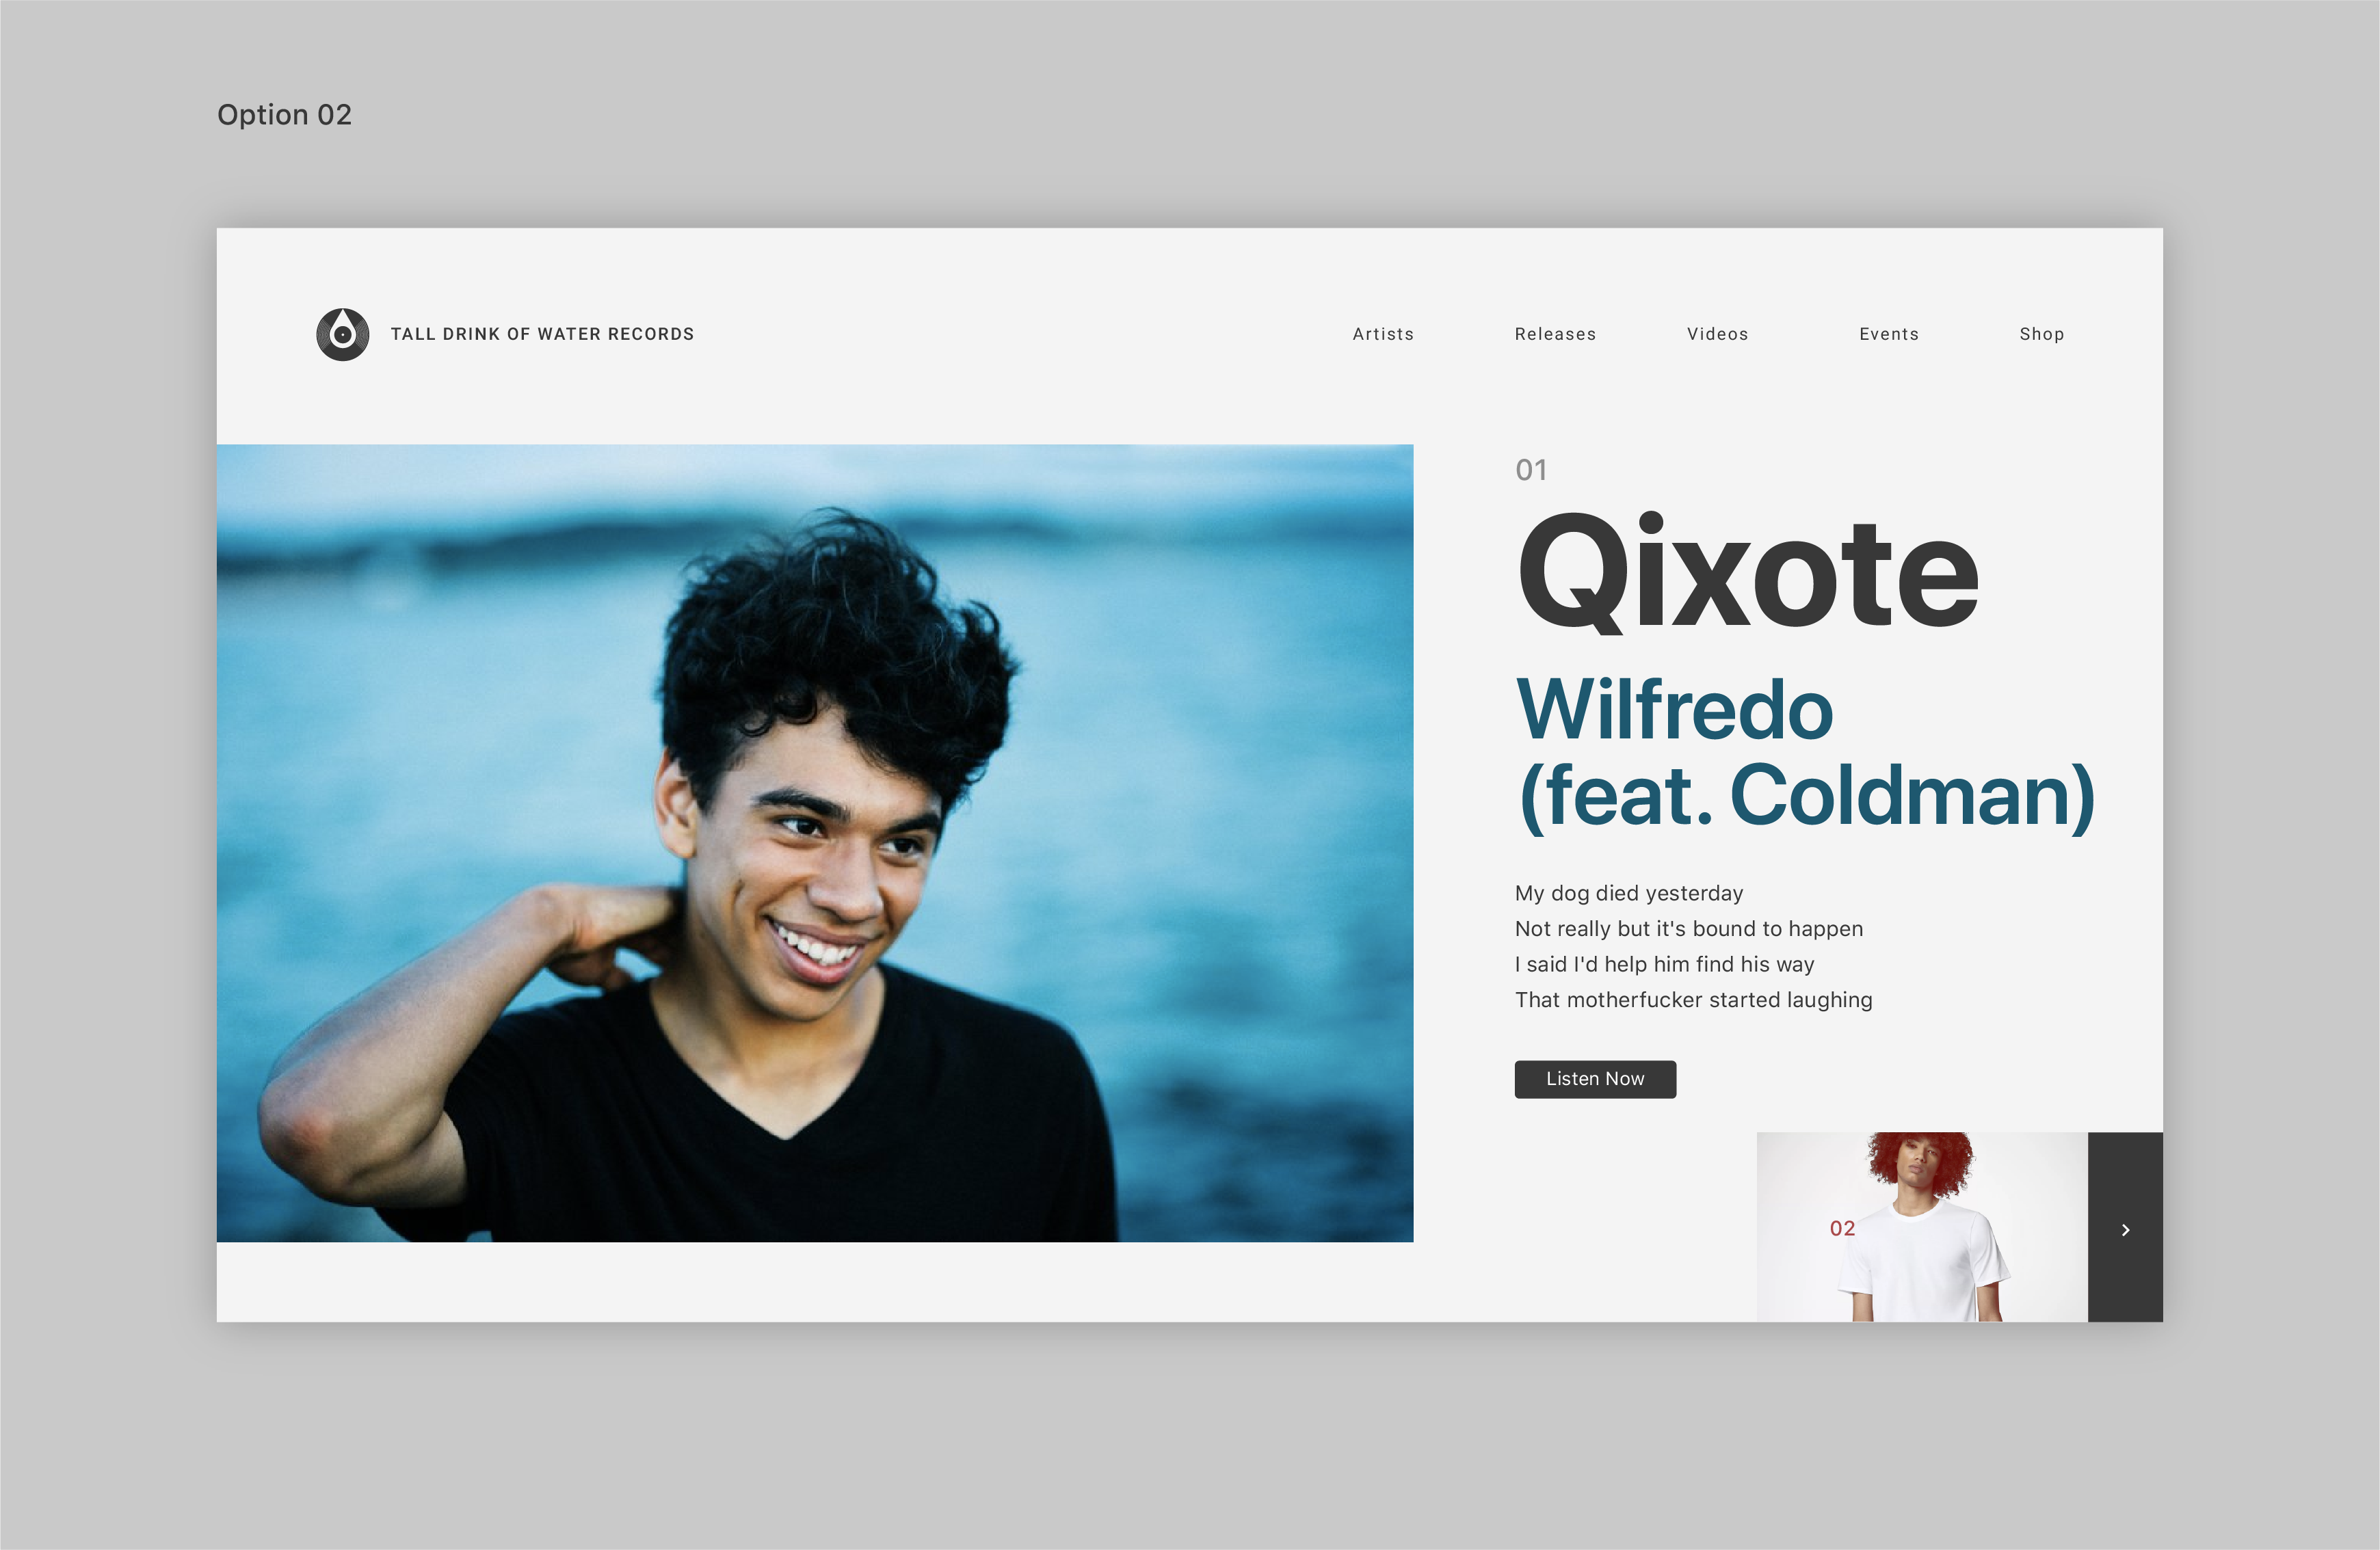 Option 02
TALL DRINK OF WATER RECORDS
Artists
Releases
Videos
Events
Shop
01
Qixote
Wilfredo
(feat. Coldman)
My dog died yesterday
Not really but it's bound to happen
I said I'd help him find his way
That motherfucker started laughing
Listen Now
02